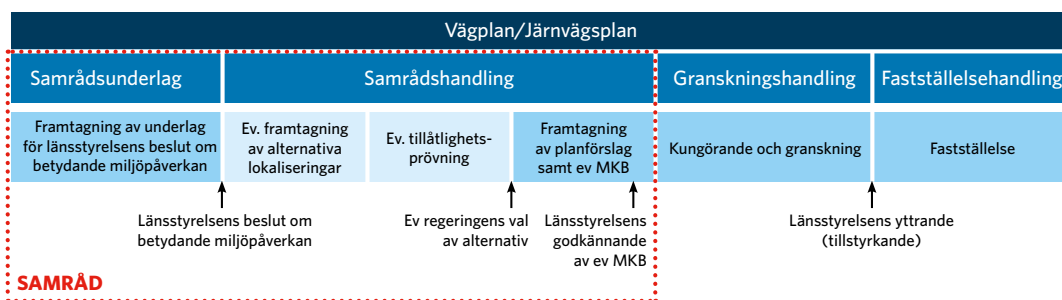 Vägplan/Järnvägsplan
Samrådsunderlag
Samrådshandling
Granskningshandling
Fastställelsehandling
Framtagning av underlag
för länsstyrelsens beslut om
betydande miljöpåverkan
Ev. framtagning
av alternativa
lokaliseringar
Ev. tillåtlighets-
prövning
Framtagning
av planförslag
samt ev MKB
Kungörande och granskning
Fastställelse
Länsstyrelsens beslut om
betydande miljöpåverkan
Ev regeringens val
av alternativ
Länsstyrelsens
godkännande
av ev MKB
Länsstyrelsens yttrande
(tillstyrkande)
SAMRÅD